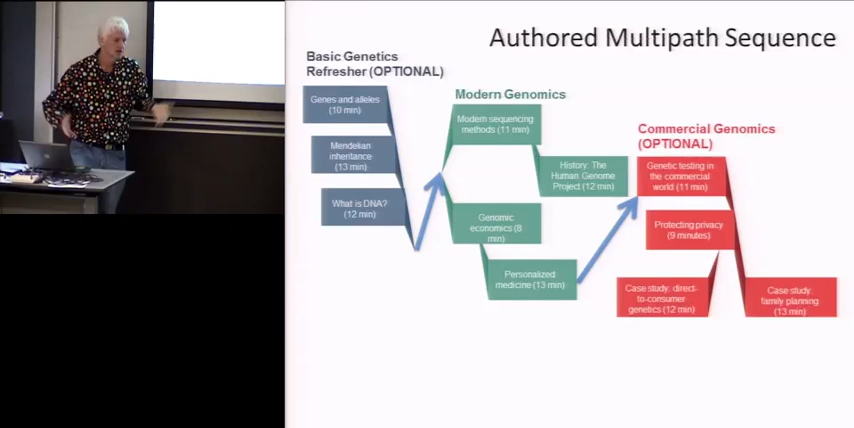 Authored Multipath Sequence
Basic Genetics
Refresher (OPTIONAL)
Genes and alleles
(10 min)
Mendelian
inheritance
(13 min)
What is DNA?
(12 min)
Modern Genomics
Modern sequencing
methods (11 min)
History: The
Human Genome
Project (12 min)
Genomic
economics (8
min)
Personalized
medicine (13 min)
Commercial Genomics
(OPTIONAL)
Genetic testing in
the commercial
world (11 min)
Protecting privacy
(9 minutes)
Case study: direct-
to-consumer
genetics (12 min)
Case study:
family planning
(13 min)